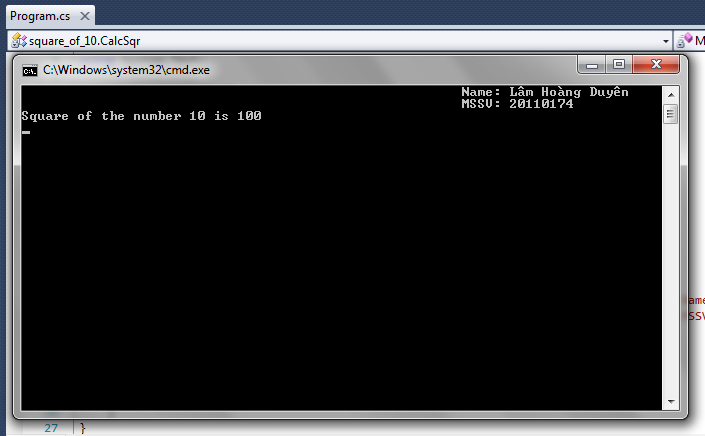 Program.cs
square_of_10.CalcSqr
M
C:\Windows\system32\cmd.exe
Name: Lâm Hoàng Duyên
MSSV: 20110174
Square of the number 10 is 100
ame
SSV
27 }